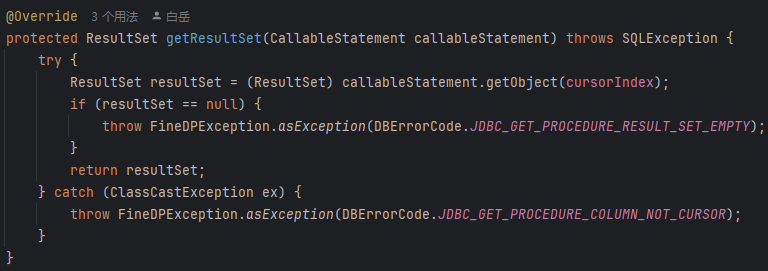 @Override 3 个用法 白岳
protected ResultSet getResultSet(CallableStatement callableStatement) throws SQLException {
    try {
        ResultSet resultSet = (ResultSet) callableStatement.getObject(cursorIndex);
        if (resultSet == null) {
            throw FineDPException.asException(DBErrorCode.JDBC_GET_PROCEDURE_RESULT_SET_EMPTY);
        }
        return resultSet;
    } catch (ClassCastException ex) {
        throw FineDPException.asException(DBErrorCode.JDBC_GET_PROCEDURE_COLUMN_NOT_CURSOR);
    }
}